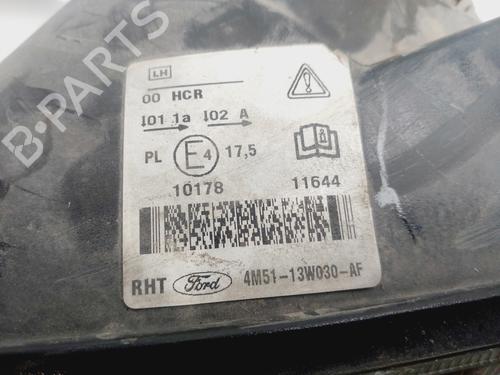 B-PARTS
LH
00 HCR
I01 1a I02 A
PL E4 17,5
10178 11644
RHT Ford 4M51-13W030-AF